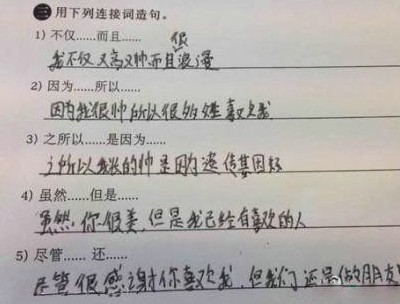 三 用下列连接词造句。
1) 不仅……而且……
很
我不仅又高又帅而且浪漫
2) 因为……所以……
因为我很帅所以很多姓喜欢我
3) 之所以……是因为……
之所以我长的帅是因为遗传基因好
4) 虽然……但是……
虽然你很美,但是我已经有喜欢的人
5) 尽管…… 还……
尽管很感谢你喜欢我,但我们还是做朋友